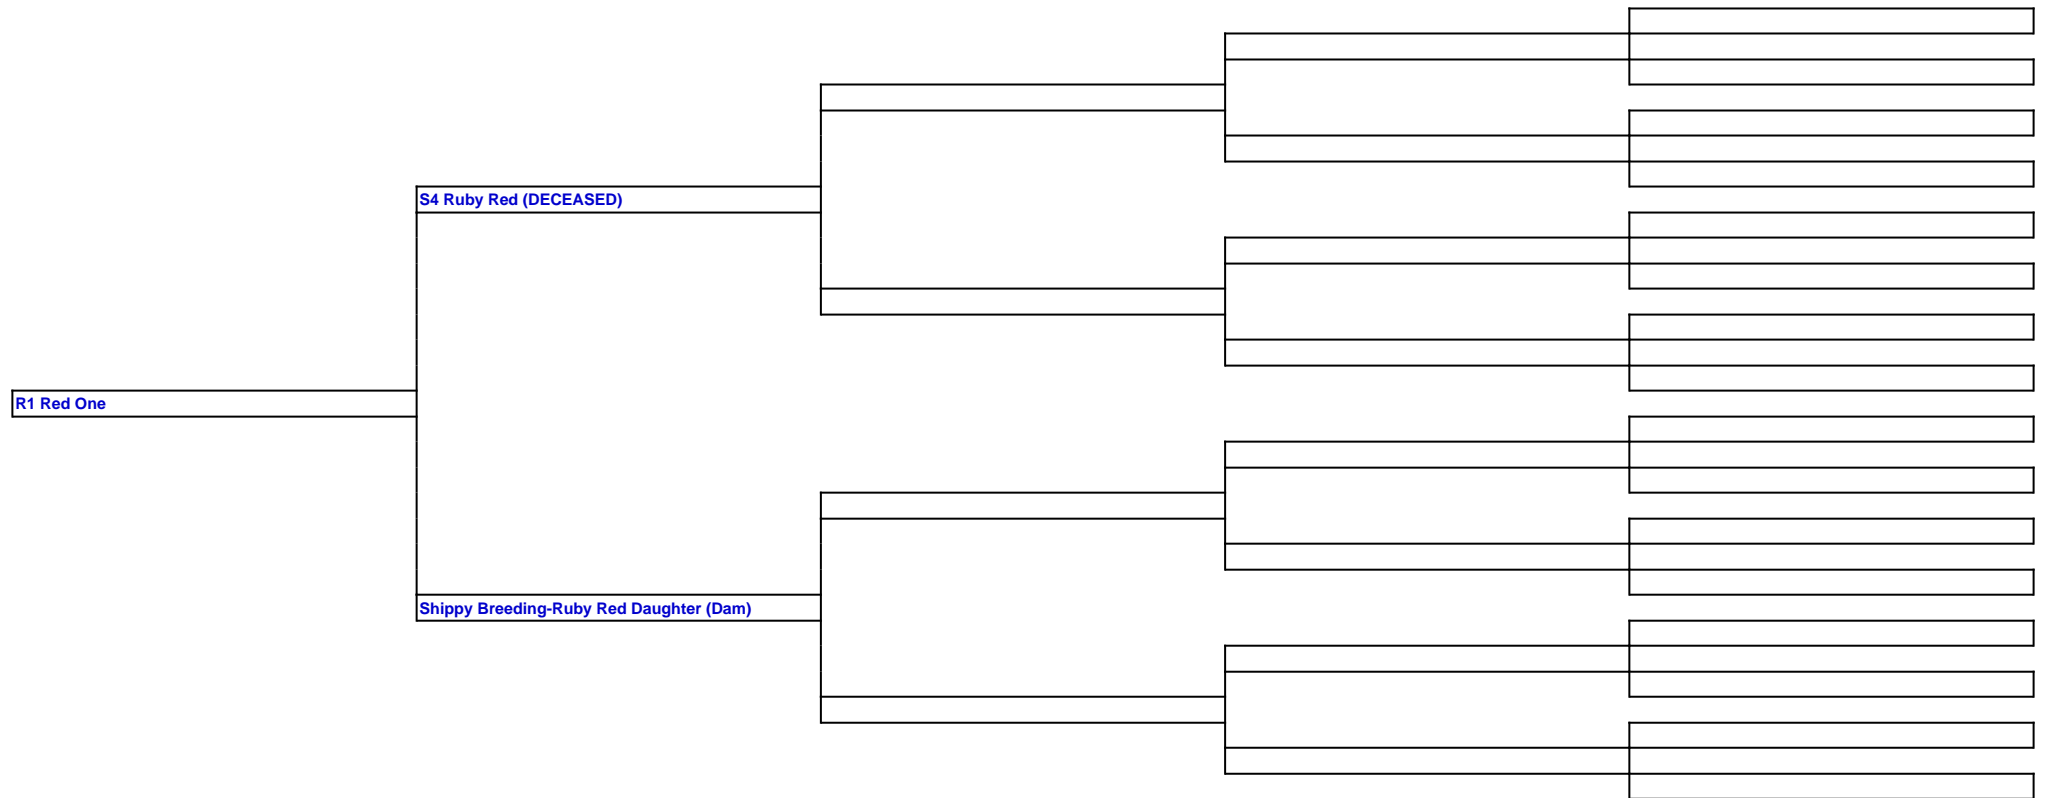 S4 Ruby Red (DECEASED)
R1 Red One
Shippy Breeding-Ruby Red Daughter (Dam)